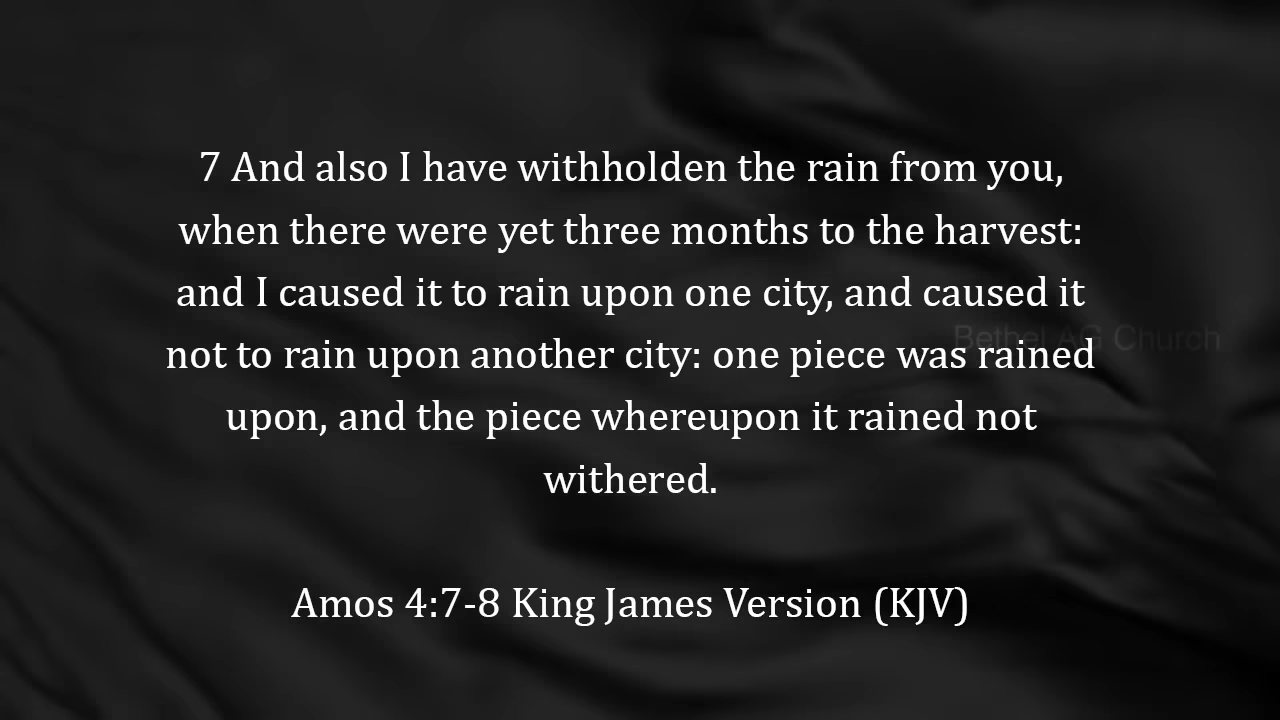 7 And also I have withholden the rain from you,
when there were yet three months to the harvest:
and I caused it to rain upon one city, and caused it
Bethel AG Church
not to rain upon another city: one piece was rained
upon, and the piece whereupon it rained not
withered.
Amos 4:7-8 King James Version (KJV)